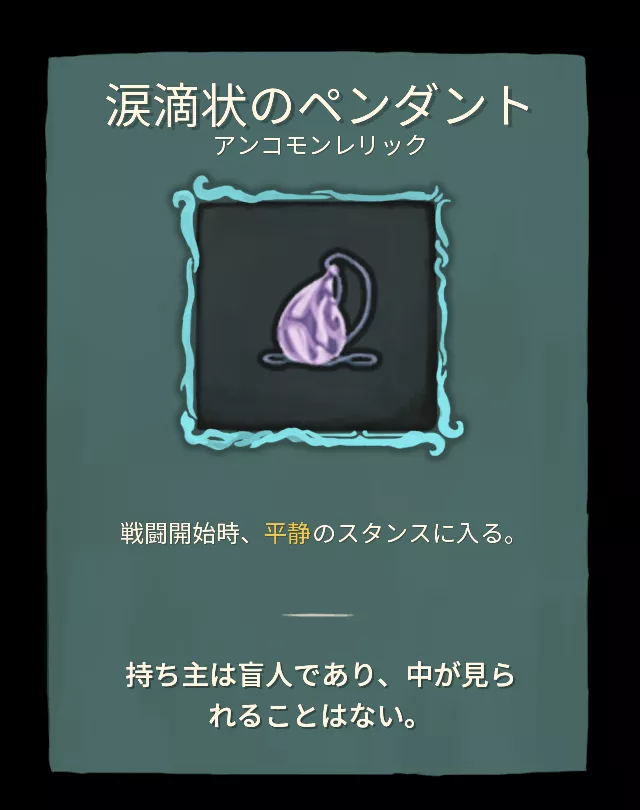 涙滴状のペンダント
アンコモンレリック
戦闘開始時、平静のスタンスに入る。
持ち主は盲人であり、中が見ら
れることはない。